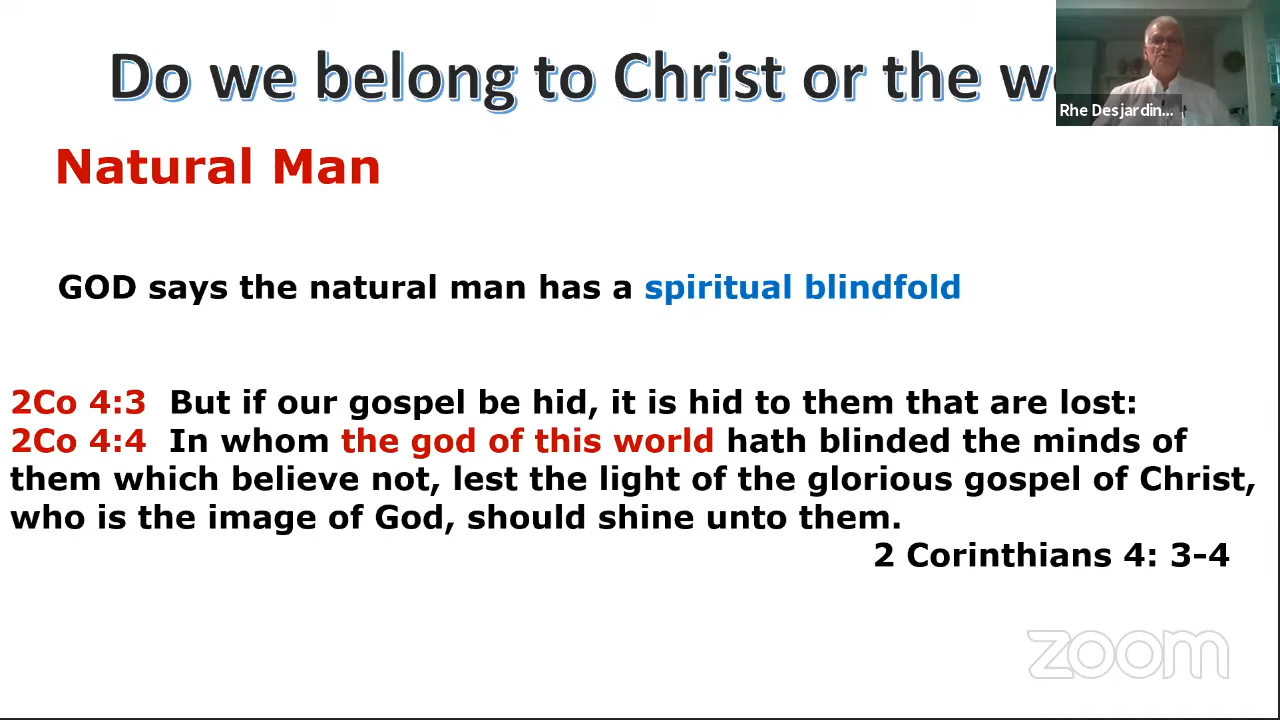 Do we belong to Christ or the
Rhe Desjardin...
Natural Man
GOD says the natural man has a spiritual blindfold
2Co 4:3 But if our gospel be hid, it is hid to them that are lost:
2Co 4:4 In whom the god of this world hath blinded the minds of
them which believe not, lest the light of the glorious gospel of Christ,
who is the image of God, should shine unto them.
2 Corinthians 4: 3-4
zoom